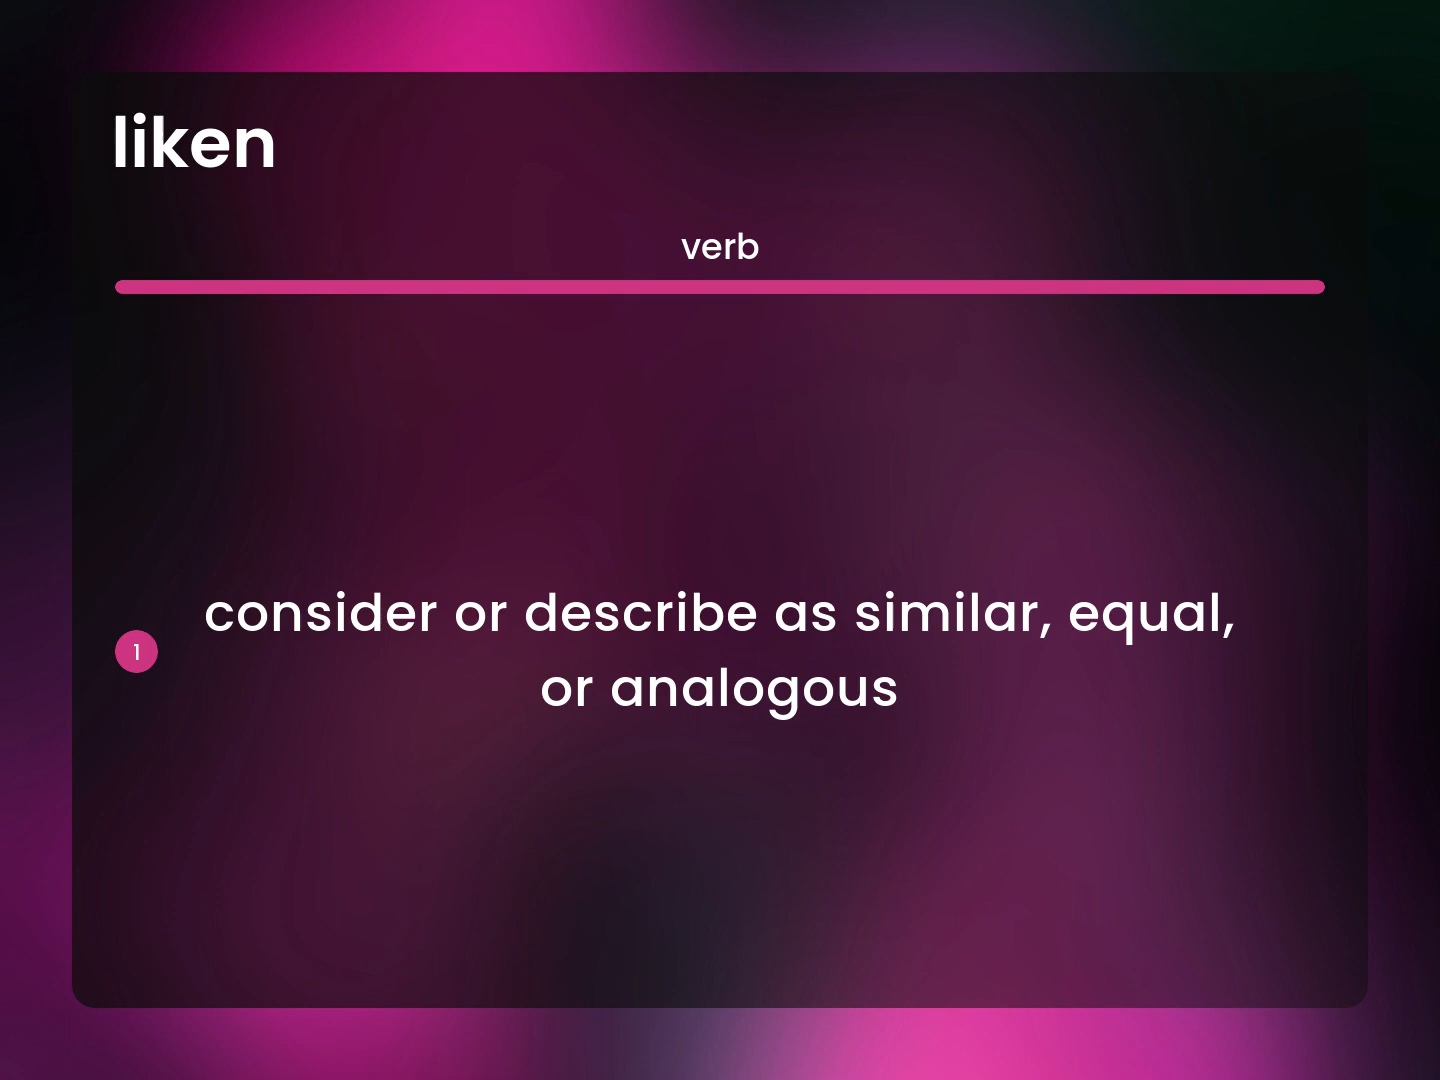 liken
verb
1
consider or describe as similar, equal,
or analogous